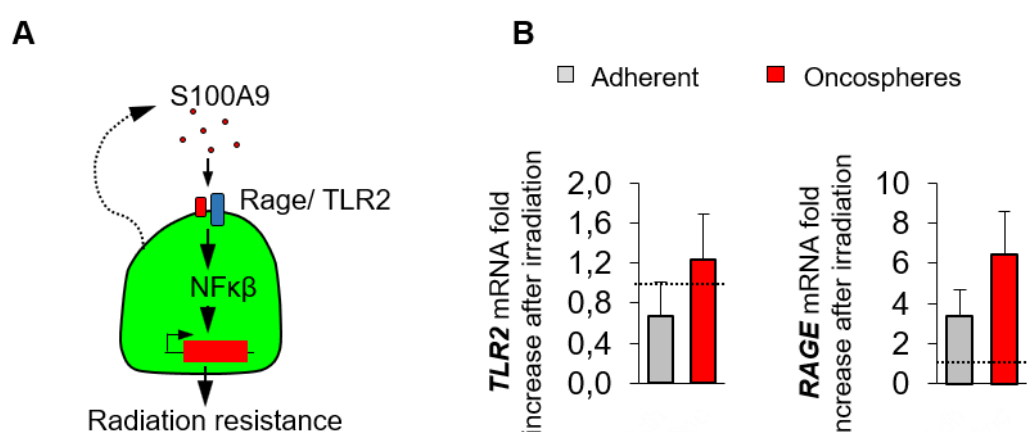 A
S100A9
Rage/ TLR2
NFκβ
Radiation resistance
B
Adherent
Oncospheres
TLR2 mRNA fold
increase after irradiation
2,0
1,6
1,2
0,8
0,4
0,0
RAGE mRNA fold
increase after irradiation
10
8
6
4
2
0